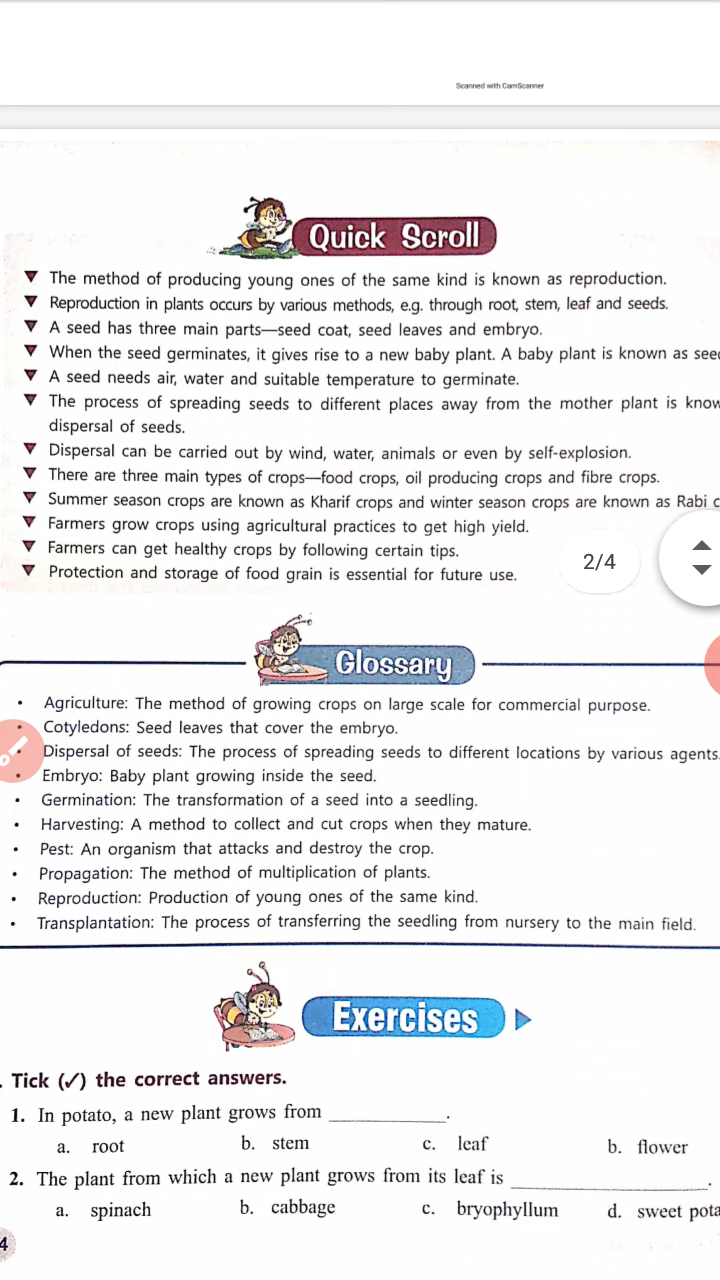 Scanned with CamScanner
Quick Scroll
▼ The method of producing young ones of the same kind is known as reproduction.
▼ Reproduction in plants occurs by various methods, e.g. through root, stem, leaf and seeds.
▼ A seed has three main parts—seed coat, seed leaves and embryo.
▼ When the seed germinates, it gives rise to a new baby plant. A baby plant is known as
▼ A seed needs air, water and suitable temperature to germinate.
▼ The process of spreading seeds to different places away from the mother plant is
dispersal of seeds.
▼ Dispersal can be carried out by wind, water, animals or even by self-explosion.
▼ There are three main types of crops—food crops, oil producing crops and fibre crops.
▼ Summer season crops are known as Kharif crops and winter season crops are known as Rabi
▼ Farmers grow crops using agricultural practices to get high yield.
▼ Farmers can get healthy crops by following certain tips.
2/4
▼ Protection and storage of food grain is essential for future use.
Glossary
• Agriculture: The method of growing crops on large scale for commercial purpose.
• Cotyledons: Seed leaves that cover the embryo.
• Dispersal of seeds: The process of spreading seeds to different locations by various agents.
• Embryo: Baby plant growing inside the seed.
• Germination: The transformation of a seed into a seedling.
• Harvesting: A method to collect and cut crops when they mature.
• Pest: An organism that attacks and destroy the crop.
• Propagation: The method of multiplication of plants.
• Reproduction: Production of young ones of the same kind.
• Transplantation: The process of transferring the seedling from nursery to the main field.
Exercises
. Tick (✓) the correct answers.
1. In potato, a new plant grows from ____________.
a. root b. stem c. leaf b. flower
2. The plant from which a new plant grows from its leaf is ____________________.
a. spinach b. cabbage c. bryophyllum d. sweet
4